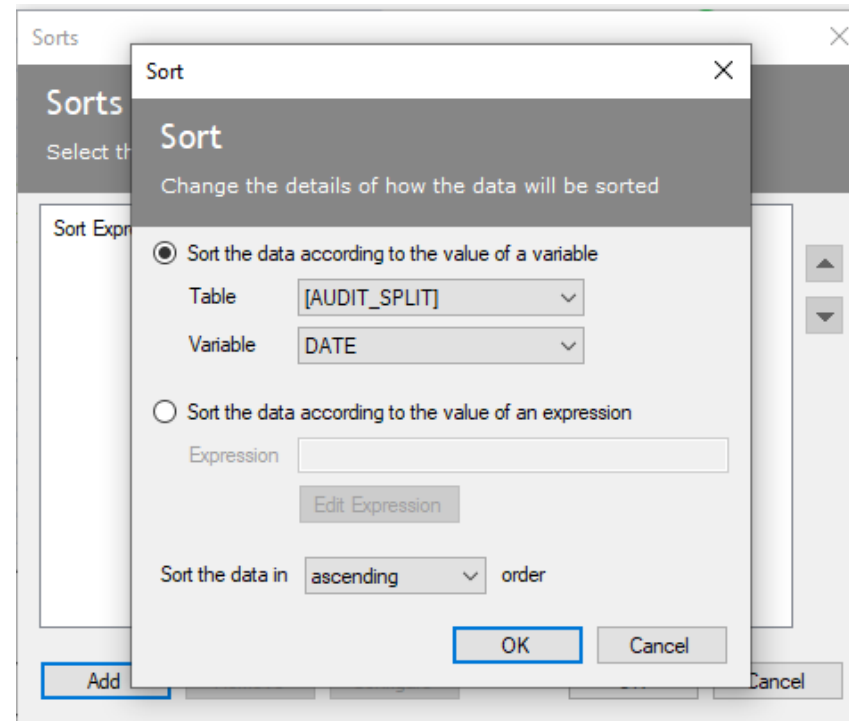 Sorts
Sort
Sorts
Select th
Sort
Change the details of how the data will be sorted
Sort Expr
Sort the data according to the value of a variable
Table [AUDIT_SPLIT]
Variable DATE
Sort the data according to the value of an expression
Expression
Edit Expression
Sort the data in ascending order
OK Cancel
Add Cancel